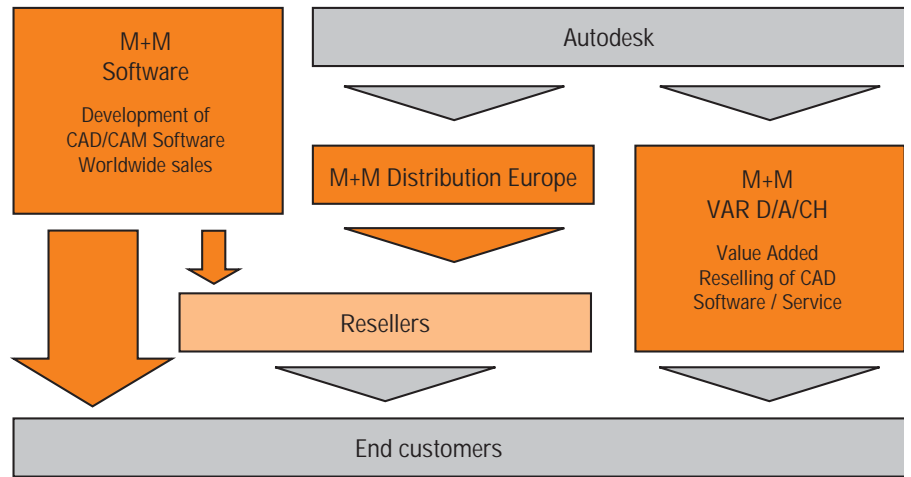 M+M
Software
Development of
CAD/CAM Software
Worldwide sales
Autodesk
M+M Distribution Europe
M+M
VAR D/A/CH
Value Added
Reselling of CAD
Software / Service
Resellers
End customers